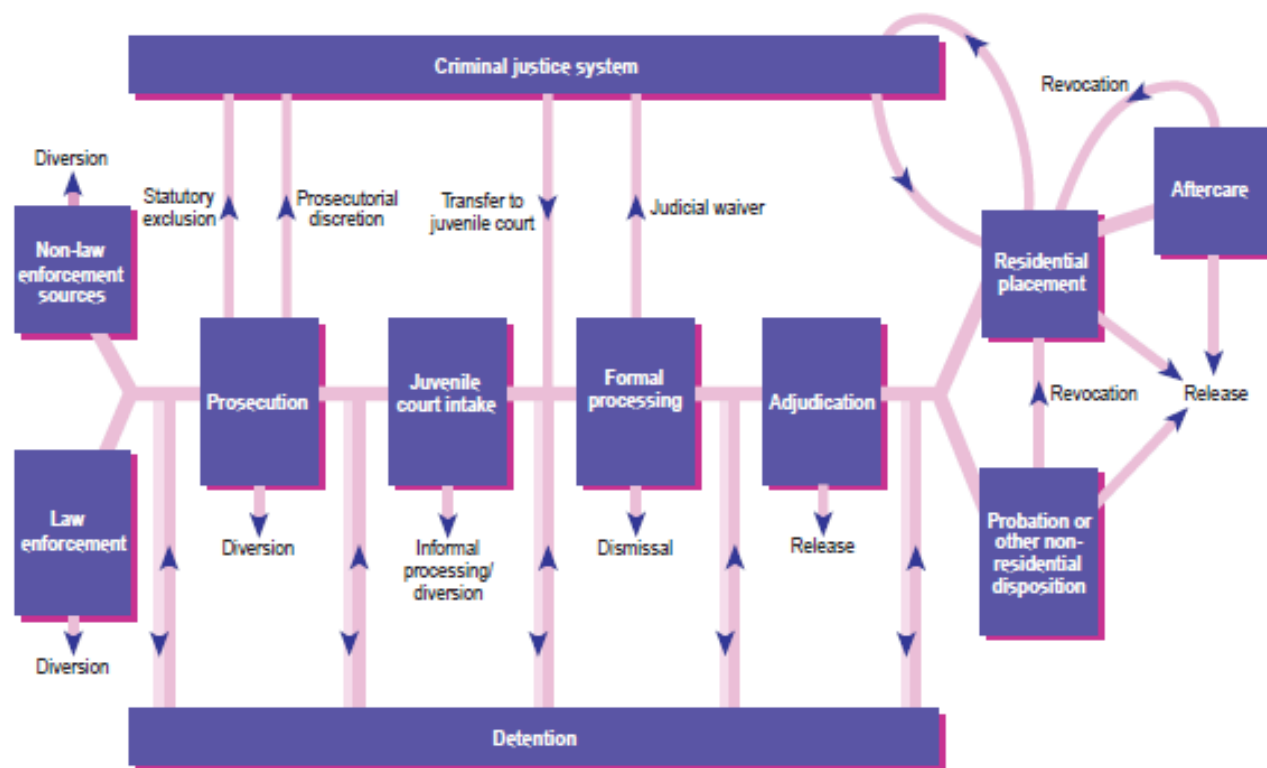 Criminal justice system
Revocation
Diversion
Aftercare
Statutory
exclusion
Prosecutorial
discretion
Transfer to
juvenile court
Judicial waiver
Non-law
enforcement
sources
Residential
placement
Prosecution
Juvenile
court intake
Formal
processing
Adjudication
Revocation
Release
Law
enforcement
Diversion
Informal
processing/
diversion
Dismissal
Release
Probation or
other non-
residential
disposition
Diversion
Detention